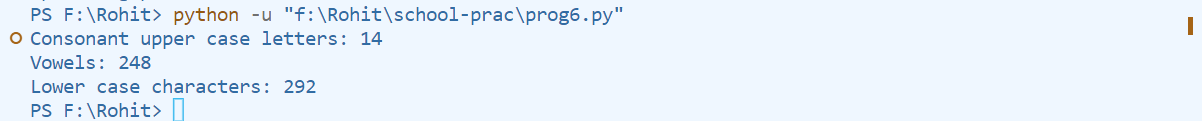 PS F:\Rohit> python -u "f:\Rohit\school-prac\prog6.py"
Consonant upper case letters: 14
Vowels: 248
Lower case characters: 292
PS F:\Rohit>